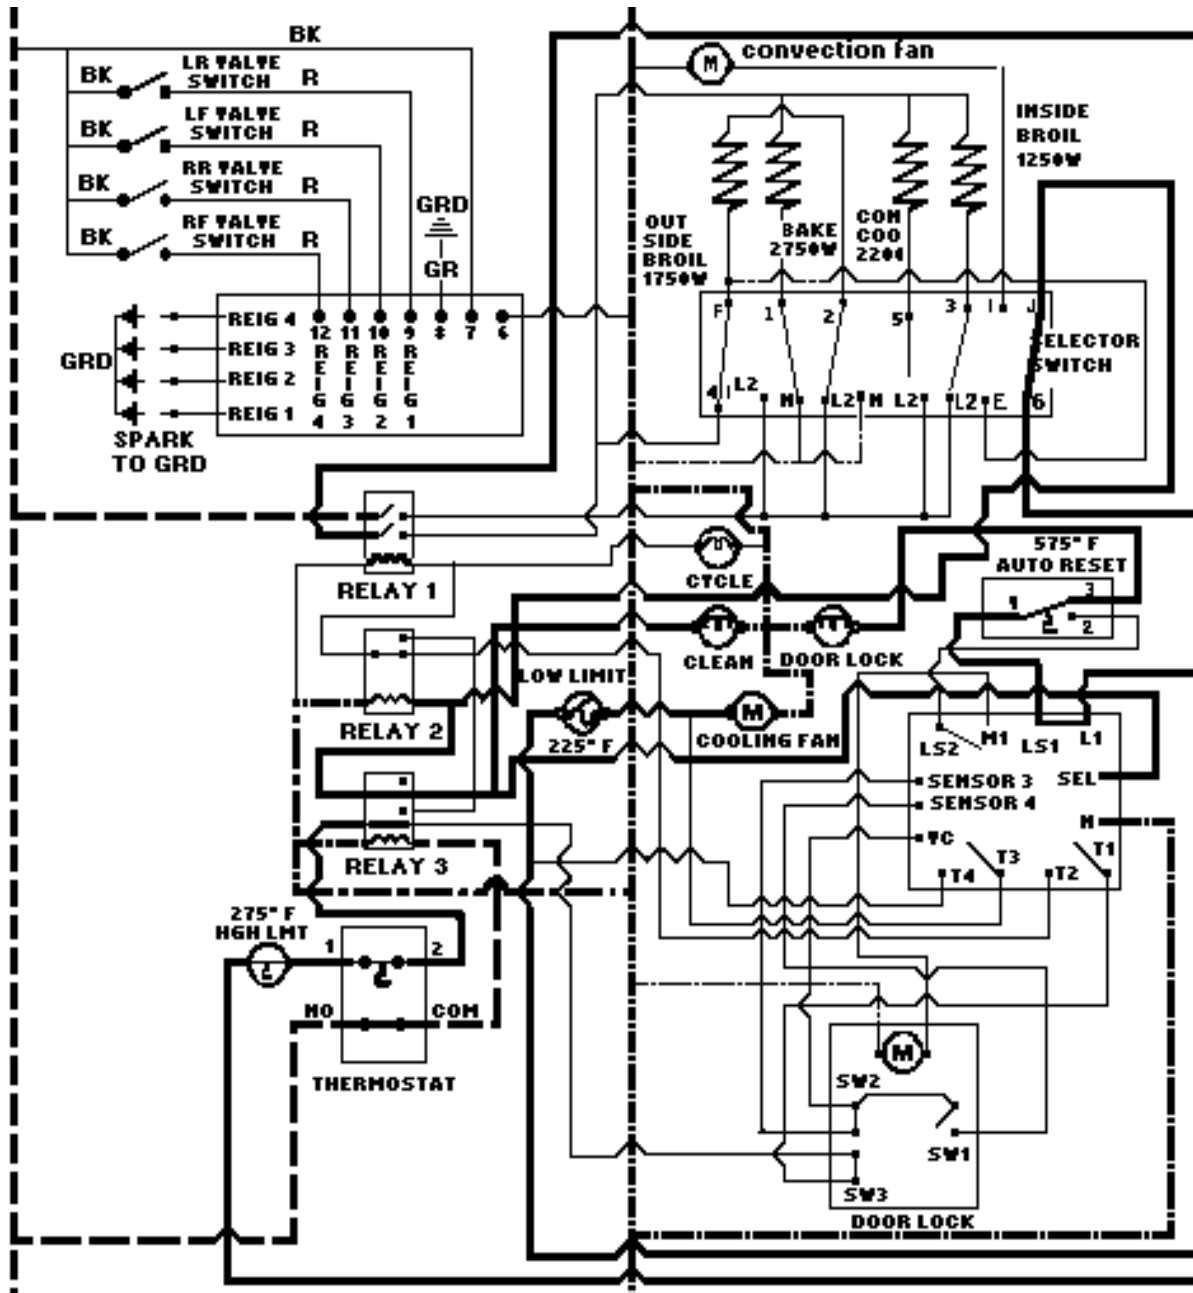 BK
convection fan
M
BK
LR VALVE
SWITCH
R
BK
LF VALVE
SWITCH
R
BK
RR VALVE
SWITCH
R
BK
RF VALVE
SWITCH
R
GRD
GR
INSIDE
BROIL
1250W
OUT
SIDE
BROIL
1750W
BAKE
2750W
COM
COO
220
F
1
2
5
3
I
J
SELECTOR
SWITCH
4
L2
N
L2
N
L2
L2
E
6
GRD
REIG 4
REIG 3
REIG 2
REIG 1
12
11
10
9
8
7
6
REIG 4
REIG 3
REIG 2
REIG 1
SPARK
TO GRD
RELAY 1
CYCLE
575° F
AUTO RESET
1
3
2
CLEAN
DOOR LOCK
LOW LIMIT
225° F
RELAY 2
M
COOLING FAN
LS2
M1
LS1
L1
SENSOR 3
SEL
SENSOR 4
N
TC
T3
T1
T4
T2
RELAY 3
275° F
HGH LMT
1
2
NO
COM
THERMOSTAT
M
SW2
SW1
SW3
DOOR LOCK